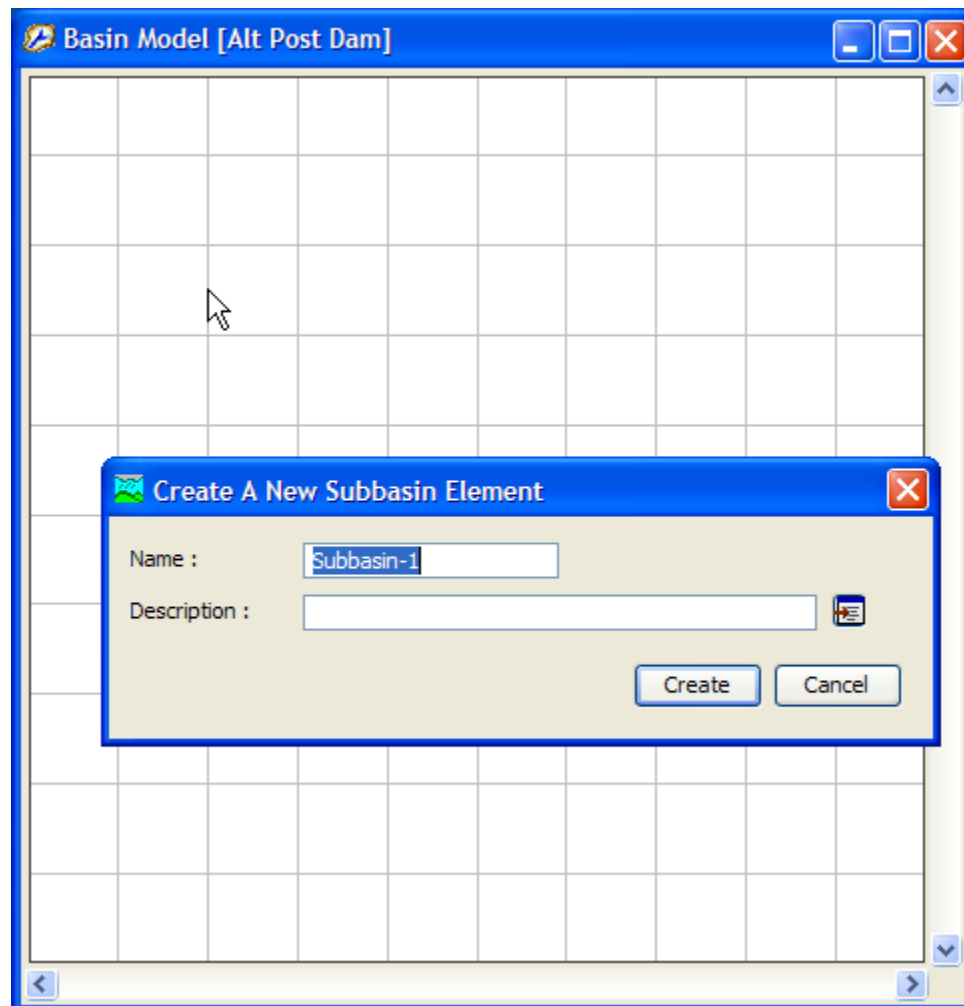 Basin Model [Alt Post Dam]
Create A New Subbasin Element
Name : Subbasin-1
Description :
Create Cancel